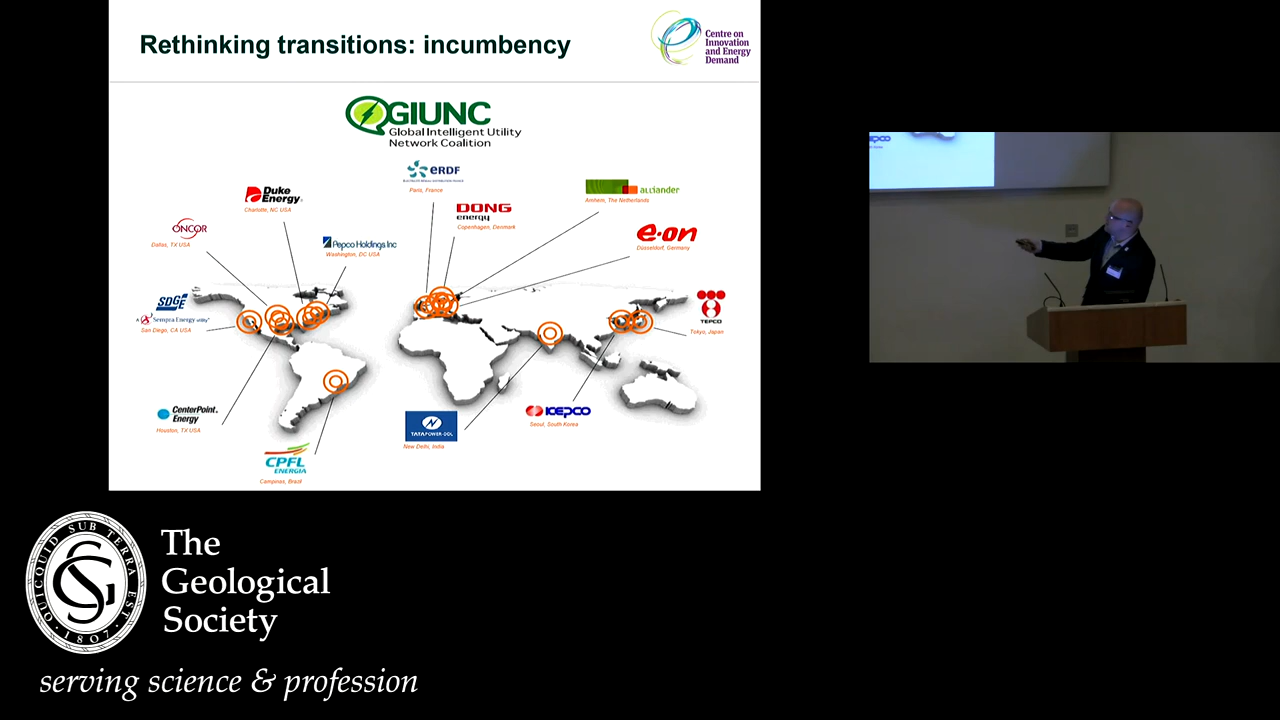 Rethinking transitions: incumbency
Centre on
Innovation
and Energy
Demand
GIUNC
Global Intelligent Utility
Network Coalition
eRDF
Paris, France
Duke
Energy
Charlotte, NC USA
alliander
Arnhem, The Netherlands
DONG
energy
Copenhagen, Denmark
ONCOR
Dallas, TX USA
Pepco Holdings Inc
Washington, DC USA
e·on
Düsseldorf, Germany
SDGE
A Sempra Energy utility
San Diego, CA USA
TEPCO
Tokyo, Japan
CenterPoint.
Energy
Houston, TX USA
TATA POWER-DDL
New Delhi, India
KEPCO
Seoul, South Korea
CPFL
ENERGIA
Campinas, Brasil
QUICQUID SUB TERRA EST
· 1807 ·
The
Geological
Society
serving science & profession